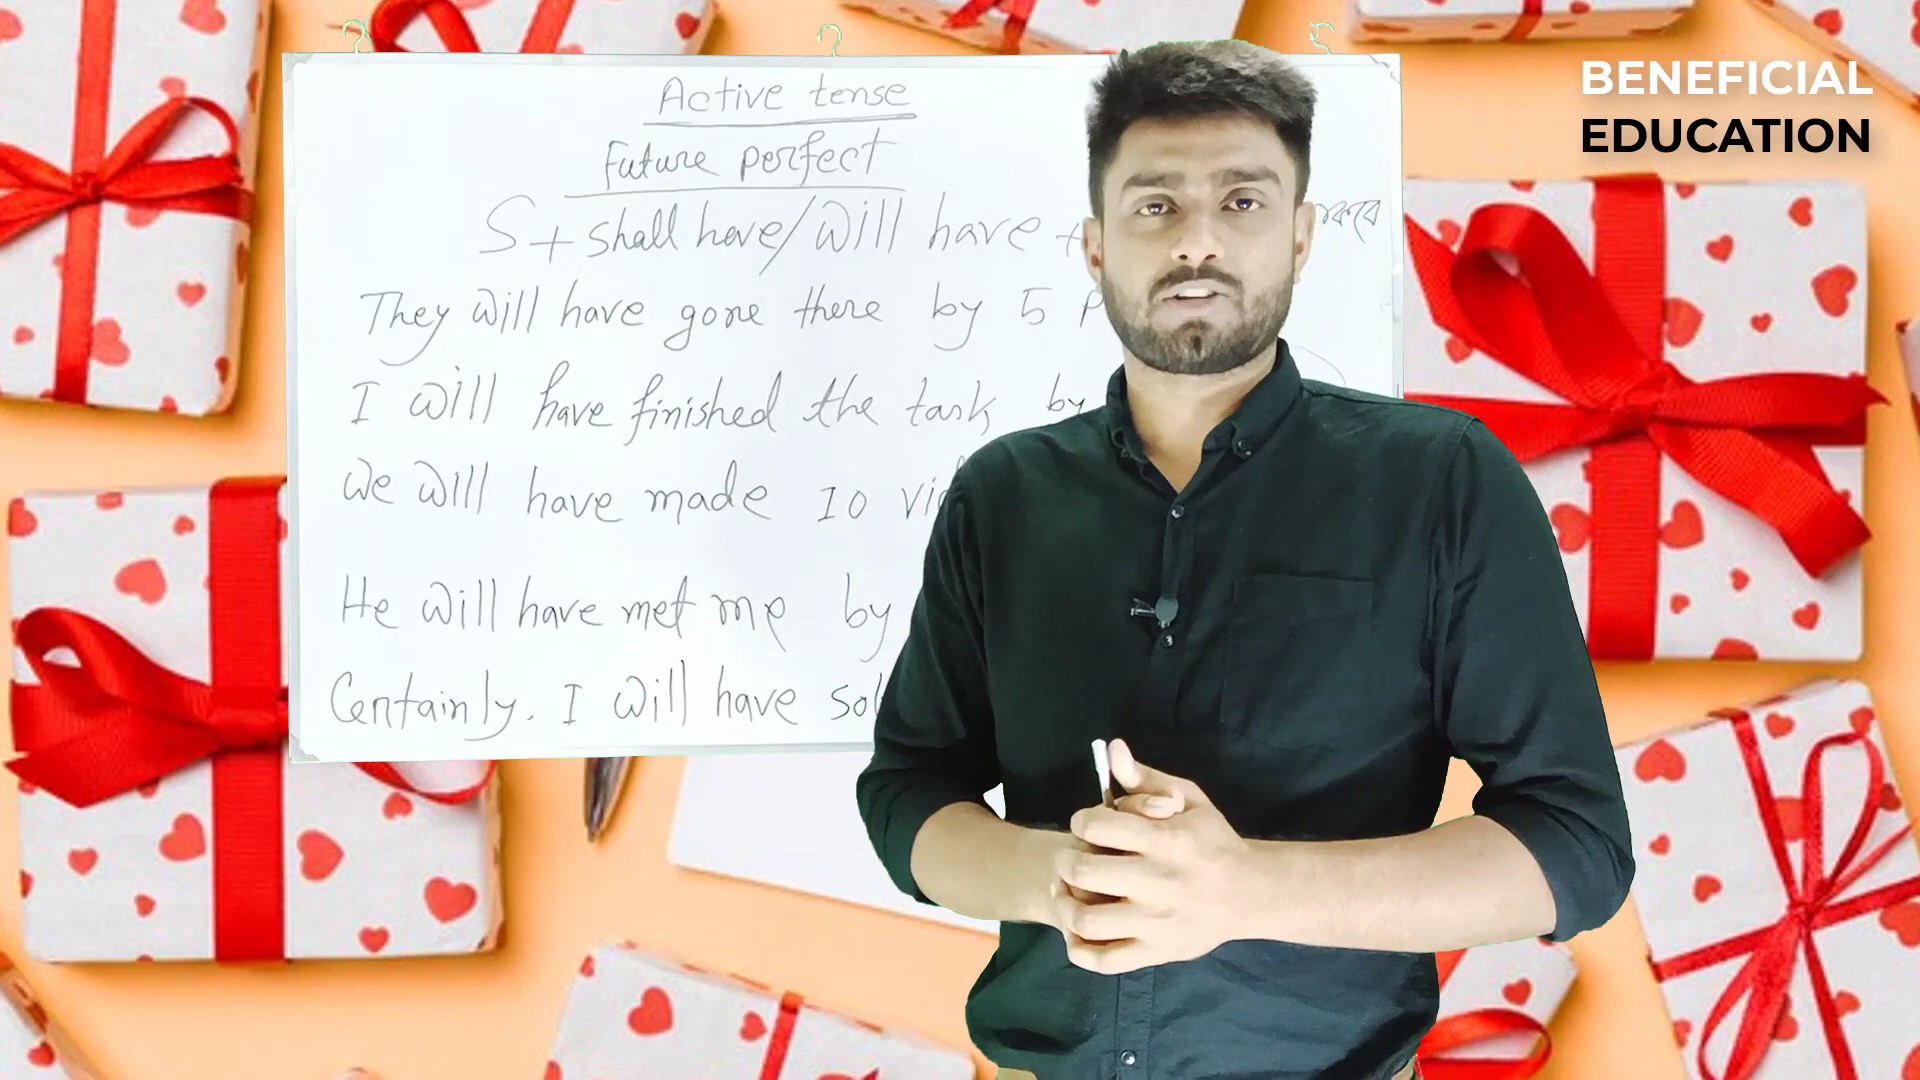 Active tense
Future perfect
S + shall have/will have +
They will have gone there by 5 P
I will have finished the task by
We will have made 10
He will have met me by
Certainly. I will have
BENEFICIAL
EDUCATION